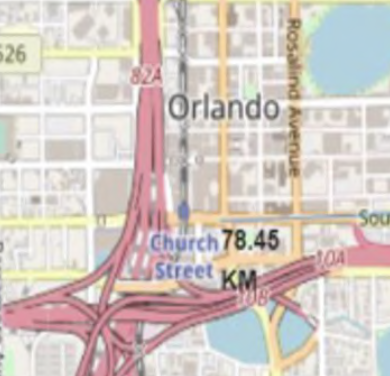 526
82A
Orlando
Rosalind Avenue
Church
Street
78.45
KM
Sou
10A
10B